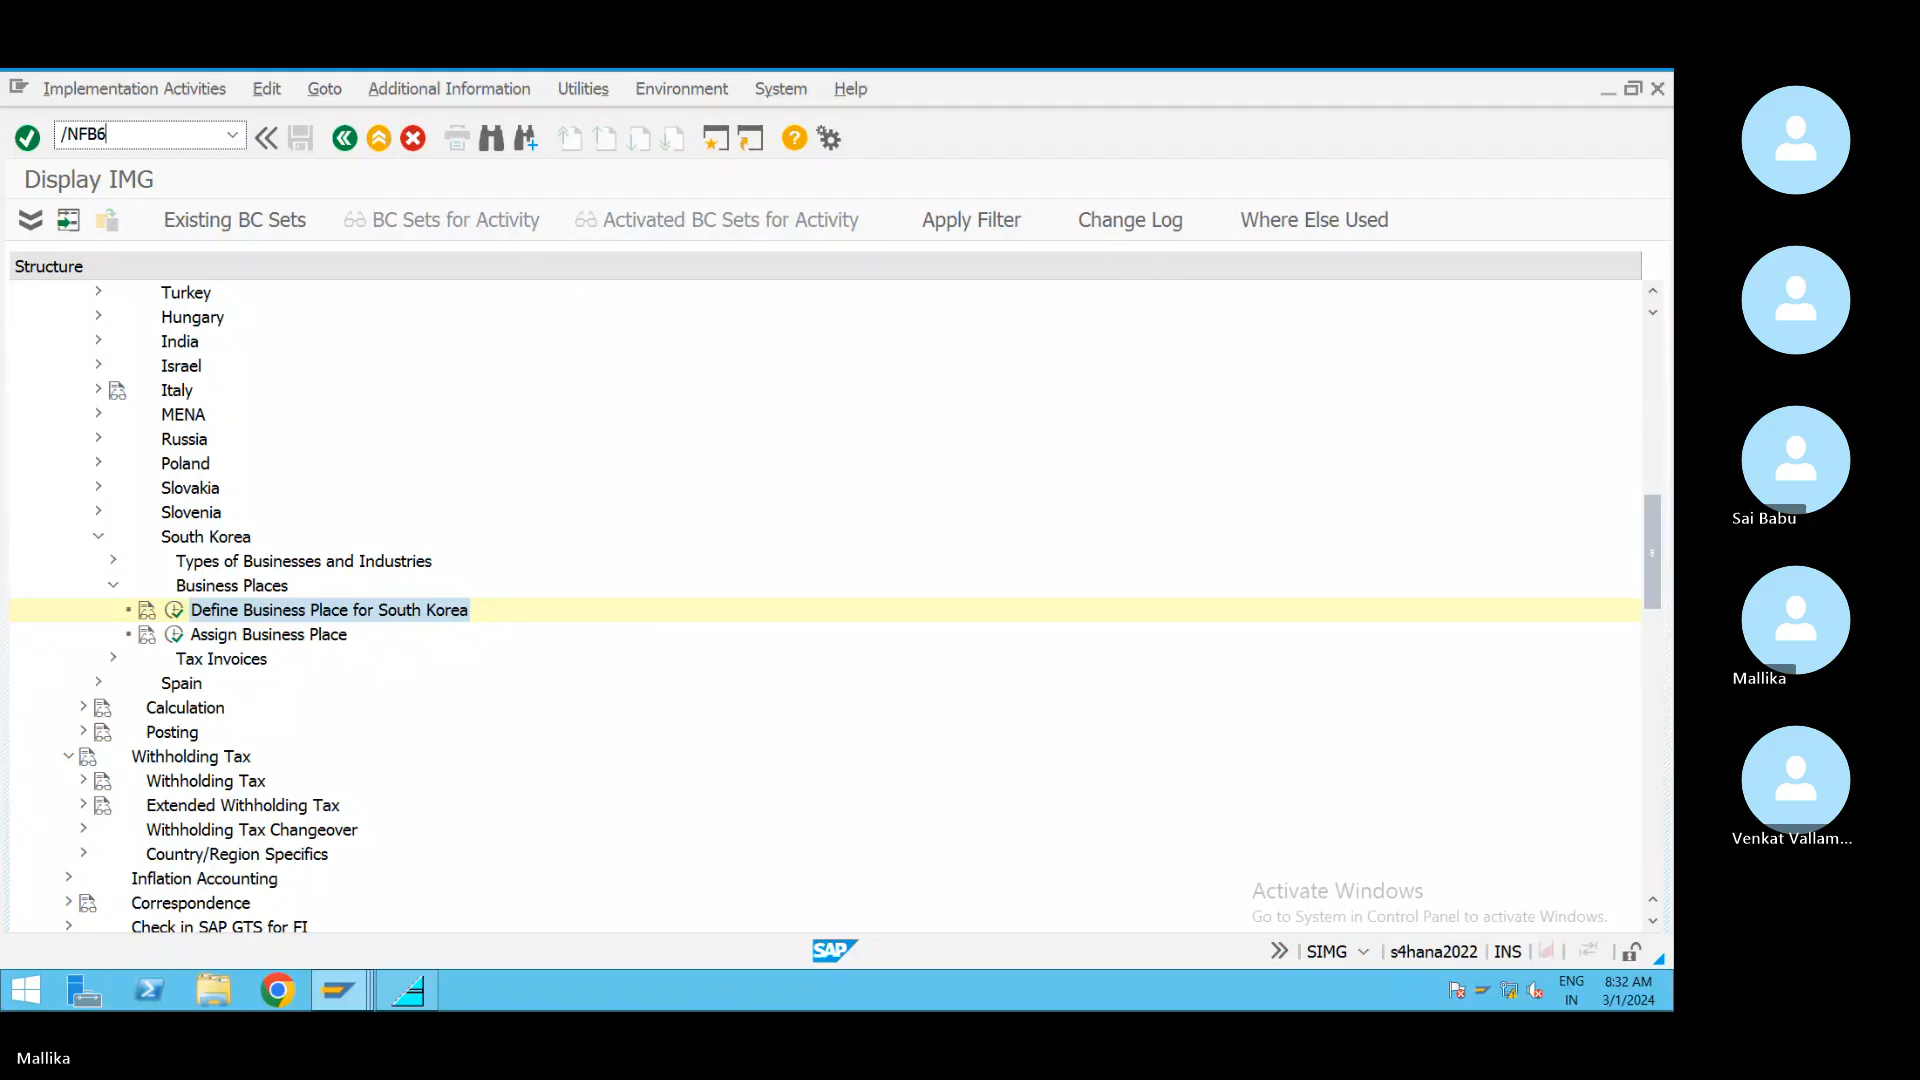 Implementation Activities Edit Goto Additional Information Utilities Environment System Help
/NFB6
Display IMG
Existing BC Sets BC Sets for Activity Activated BC Sets for Activity Apply Filter Change Log Where Else Used
Structure
Turkey
Hungary
India
Israel
Italy
MENA
Russia
Poland
Slovakia
Slovenia
South Korea
Types of Businesses and Industries
Business Places
Define Business Place for South Korea
Assign Business Place
Tax Invoices
Spain
Calculation
Posting
Withholding Tax
Withholding Tax
Extended Withholding Tax
Withholding Tax Changeover
Country/Region Specifics
Inflation Accounting
Correspondence
Check in SAP GTS for FI
Activate Windows
Go to System in Control Panel to activate Windows.
SAP
SIMG s4hana2022 INS
ENG
IN
8:32 AM
3/1/2024
Sai Babu
Mallika
Venkat Vallam...
Mallika